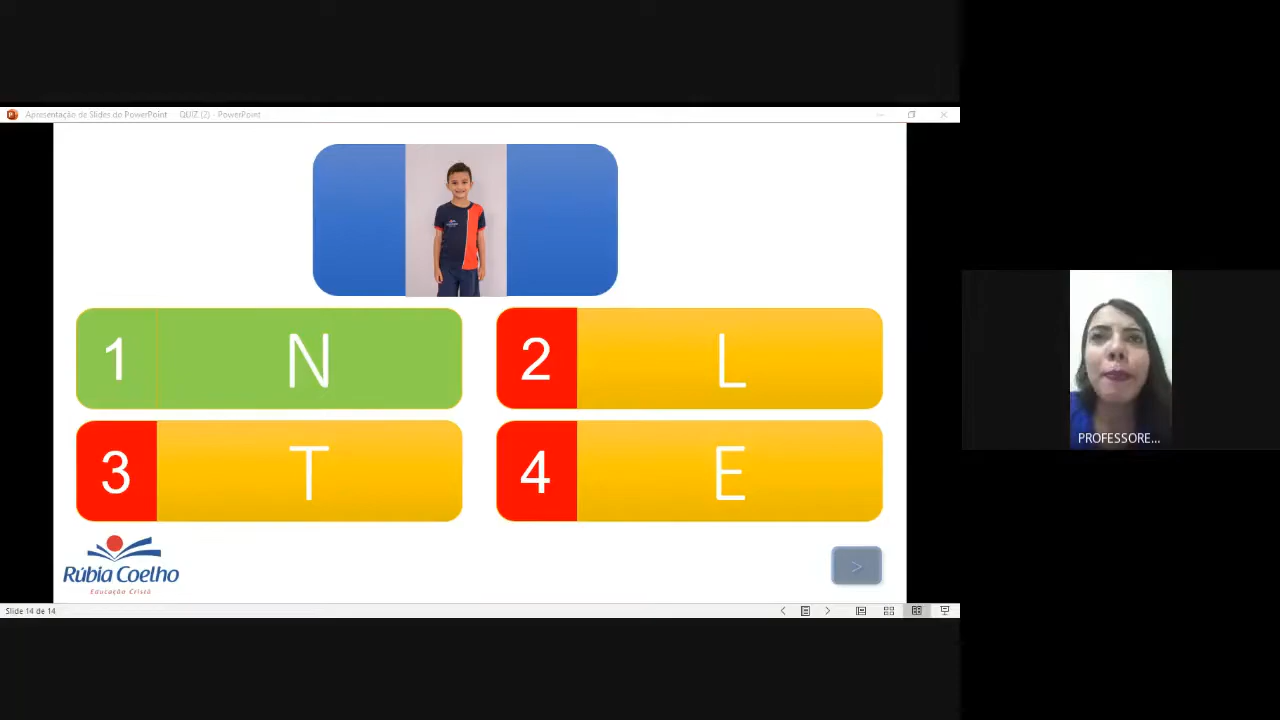 Apresentação de Slides do PowerPoint QUIZ (2) - PowerPoint
1 N
2 L
3 T
4 E
PROFESSORE...
Rúbia Coelho
Educação Cristã
>
Slide 14 de 14